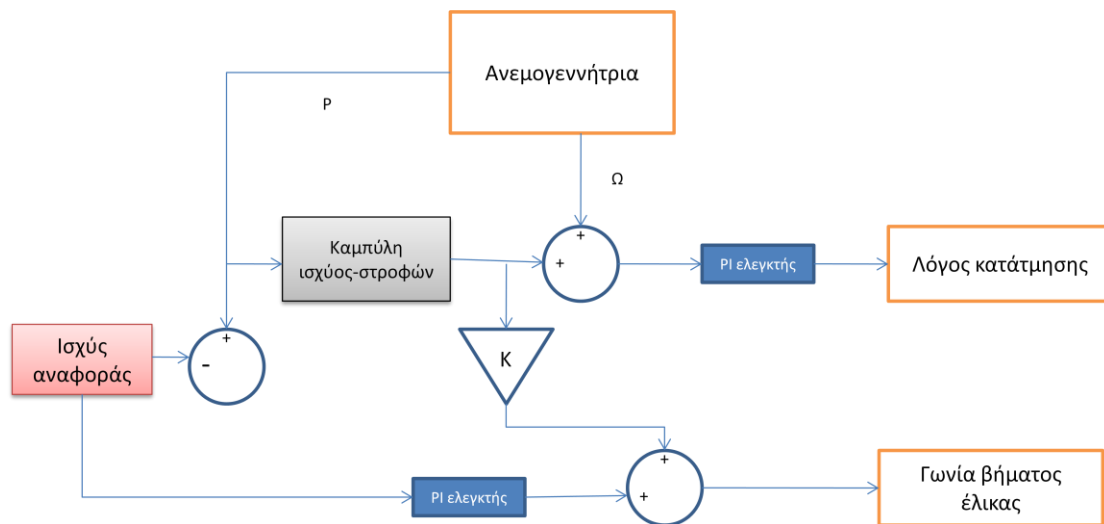 Ανεμογεννήτρια
P
Ω
+
Καμπύλη
ισχύος-στροφών
+
PI ελεγκτής
Λόγος κατάτμησης
Ισχύς
αναφοράς
+
-
K
+
PI ελεγκτής
+
Γωνία βήματος
έλικας